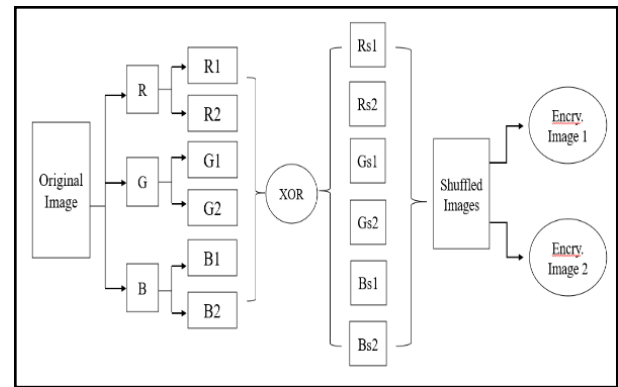 Original
Image
R
G
B
R1
R2
G1
G2
B1
B2
XOR
Rs1
Rs2
Gs1
Gs2
Bs1
Bs2
Shuffled
Images
Encry.
Image 1
Encry.
Image 2